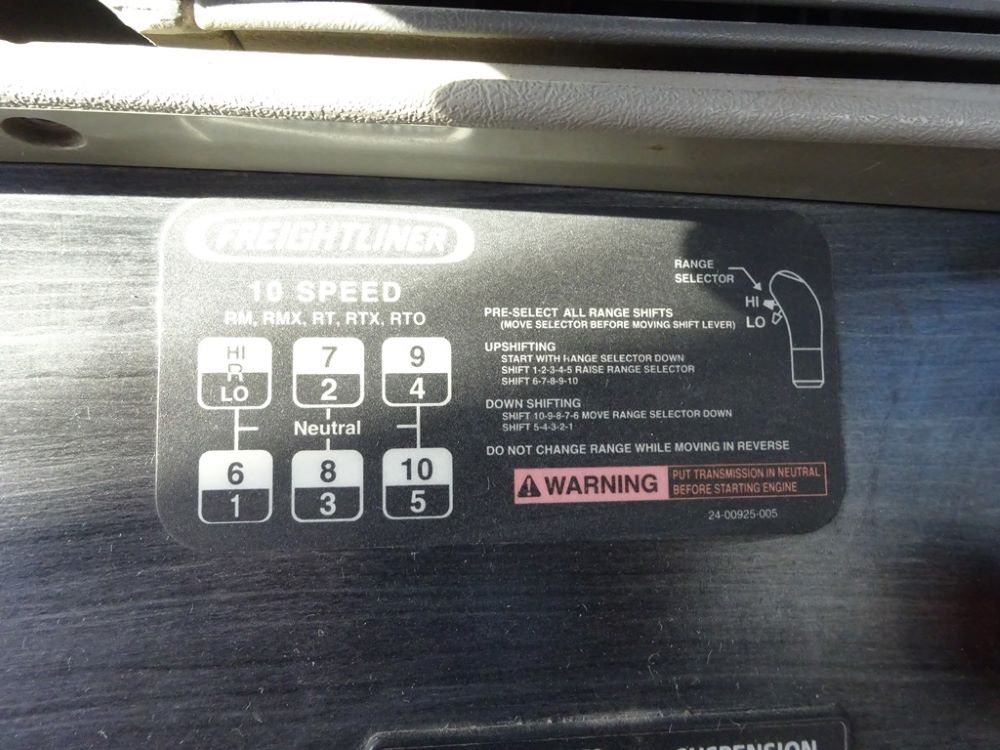 FREIGHTLINER
10 SPEED
RM, RMX, RT, RTX, RTO
HI
R
LO
7
2
9
4
Neutral
6
1
8
3
10
5
RANGE
SELECTOR
HI
LO
PRE-SELECT ALL RANGE SHIFTS
(MOVE SELECTOR BEFORE MOVING SHIFT LEVER)
UPSHIFTING
START WITH RANGE SELECTOR DOWN
SHIFT 1-2-3-4-5 RAISE RANGE SELECTOR
SHIFT 6-7-8-9-10
DOWN SHIFTING
SHIFT 10-9-8-7-6 MOVE RANGE SELECTOR DOWN
SHIFT 5-4-3-2-1
DO NOT CHANGE RANGE WHILE MOVING IN REVERSE
WARNING
PUT TRANSMISSION IN NEUTRAL
BEFORE STARTING ENGINE
24-00925-005
SUSPENSION